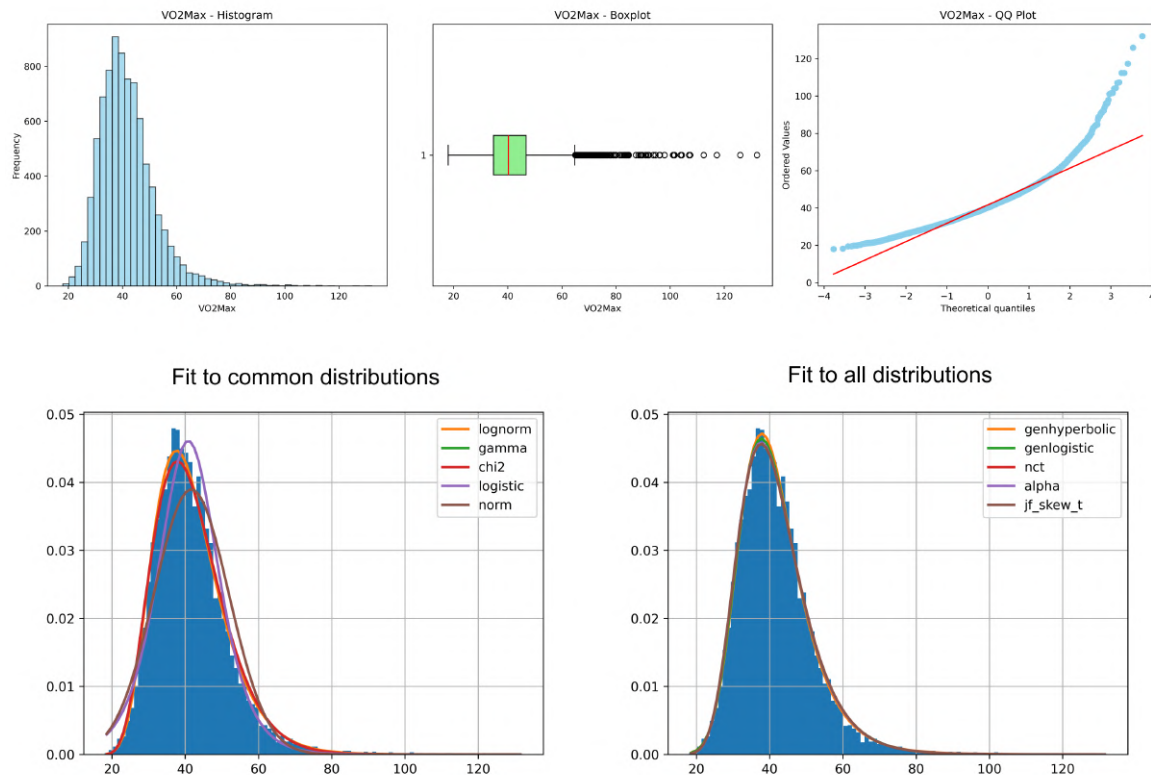 VO2Max - Histogram
800
600
400
200
0
Frequency
20 40 60 80 100 120
VO2Max
VO2Max - Boxplot
1
20 40 60 80 100 120
VO2Max
VO2Max - QQ Plot
120
100
80
60
40
20
0
Ordered Values
−4 −3 −2 −1 0 1 2 3 4
Theoretical quantiles
Fit to common distributions
0.05
0.04
0.03
0.02
0.01
0.00
lognorm
gamma
chi2
logistic
norm
20 40 60 80 100 120
Fit to all distributions
0.05
0.04
0.03
0.02
0.01
0.00
genhyperbolic
genlogistic
nct
alpha
jf_skew_t
20 40 60 80 100 120